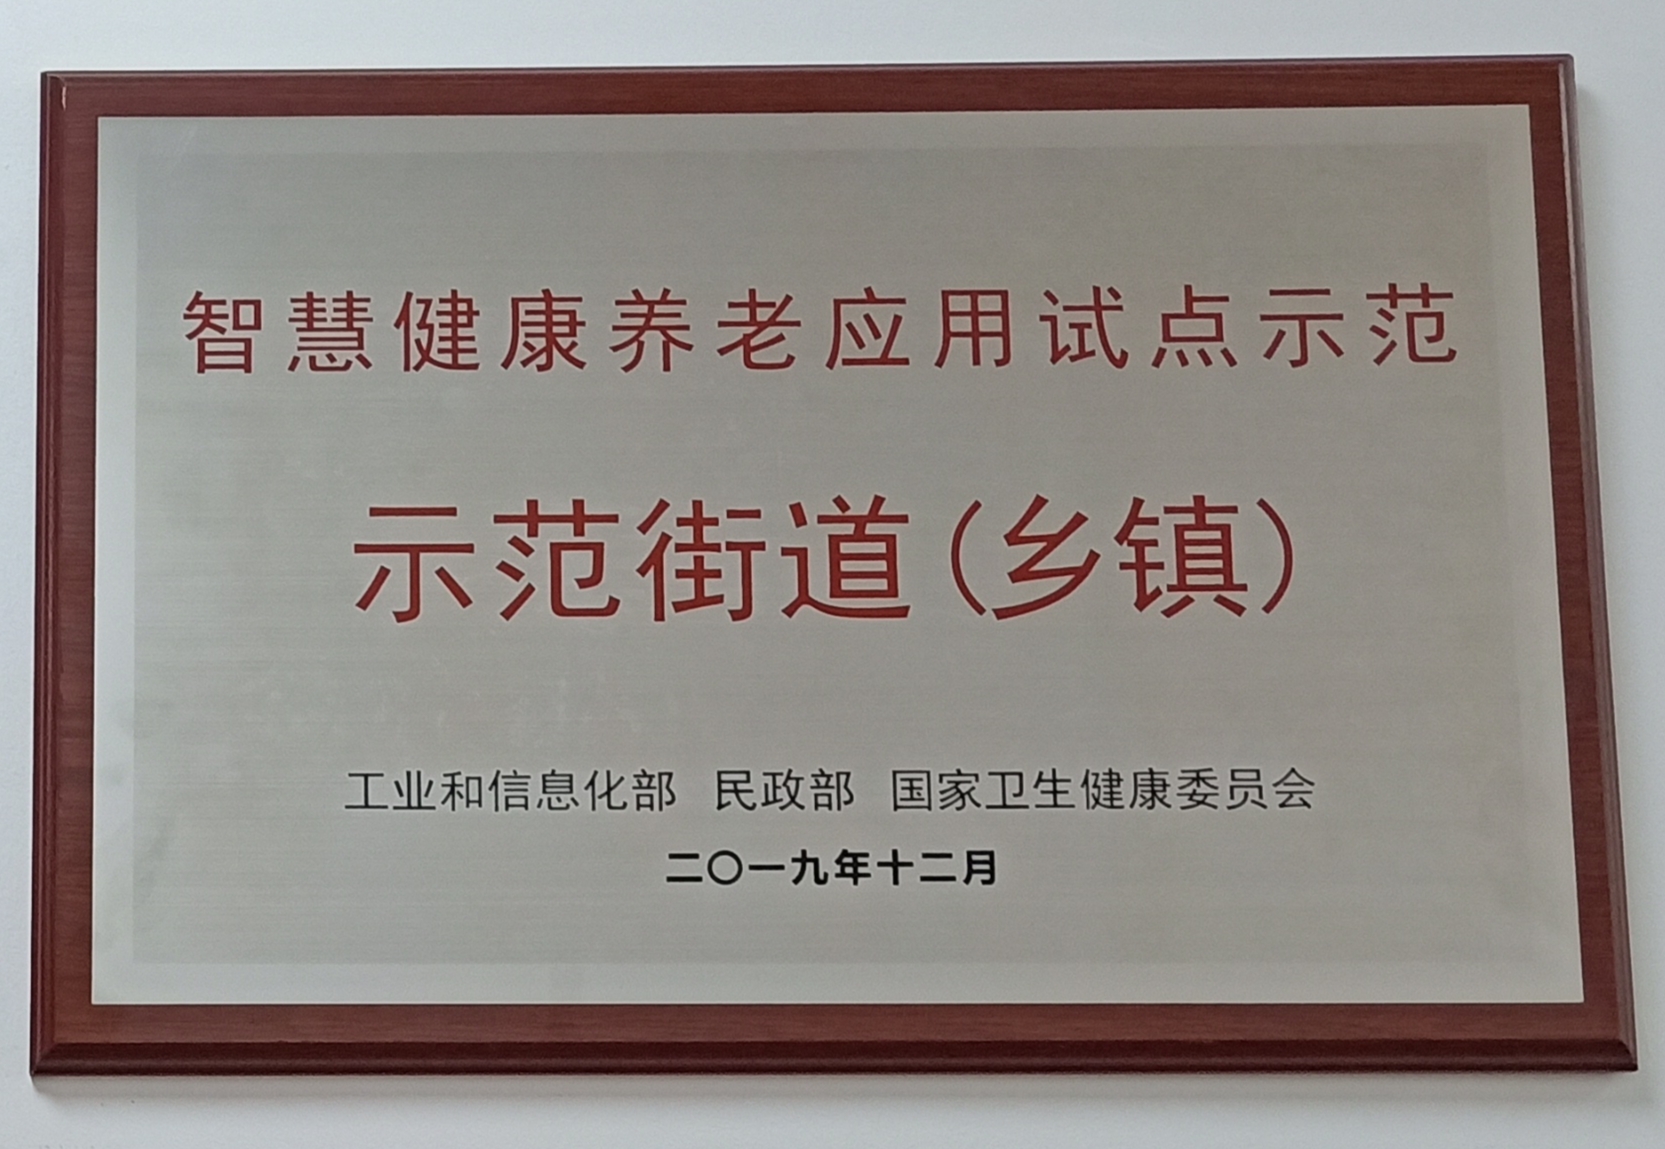 智慧健康养老应用试点示范
示范街道(乡镇)
工业和信息化部 民政部 国家卫生健康委员会
二〇一九年十二月